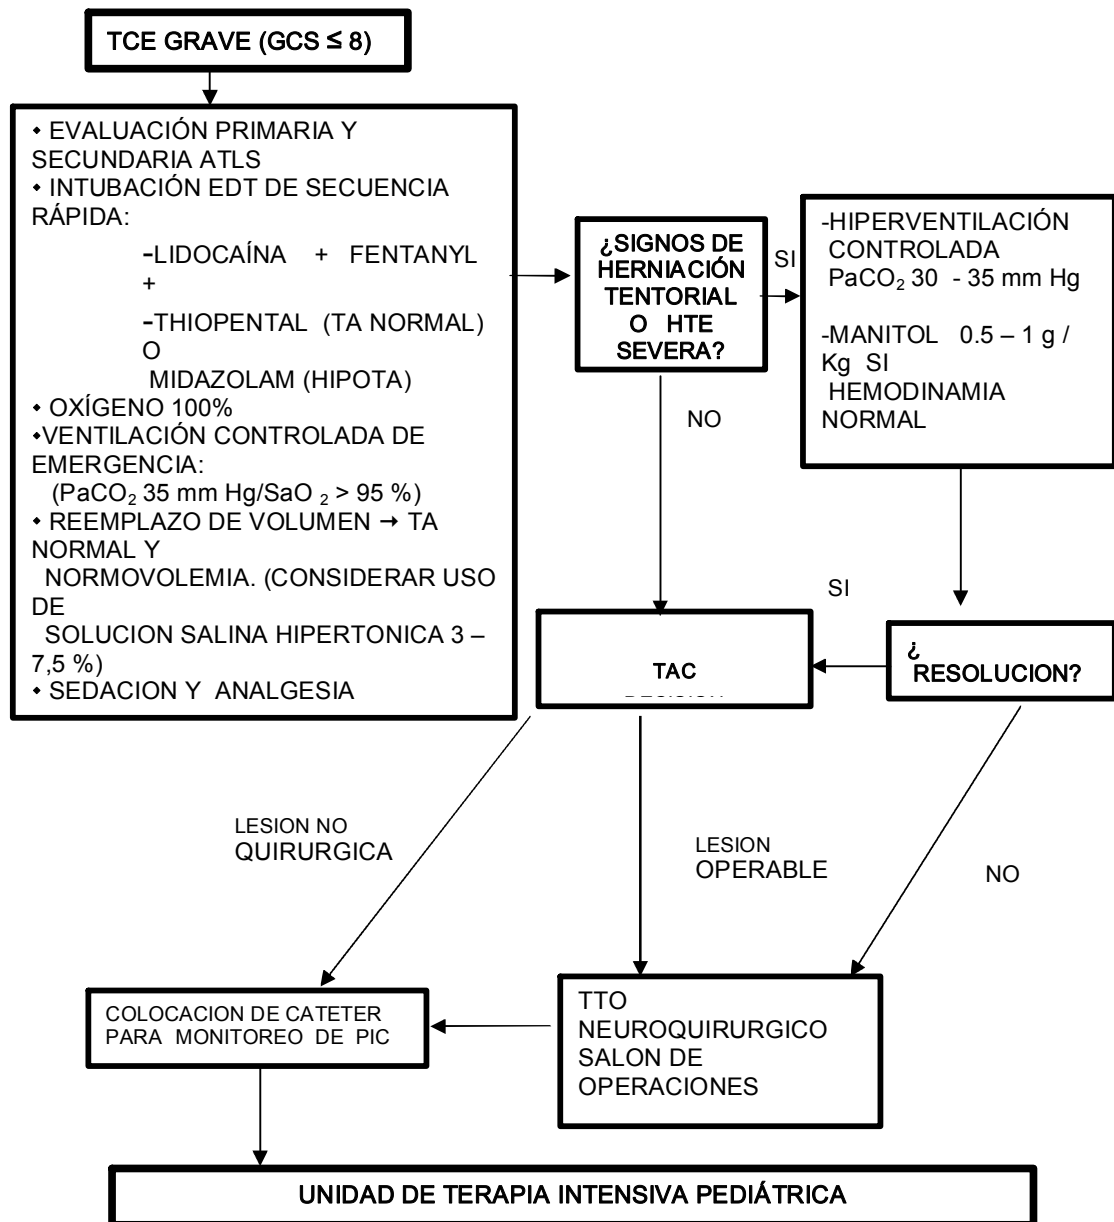 TCE GRAVE (GCS ≤ 8)
• EVALUACIÓN PRIMARIA Y
SECUNDARIA ATLS
• INTUBACIÓN EDT DE SECUENCIA
RÁPIDA:
-LIDOCAÍNA + FENTANYL
+
-THIOPENTAL (TA NORMAL)
O
MIDAZOLAM (HIPOTA)
• OXÍGENO 100%
•VENTILACIÓN CONTROLADA DE
EMERGENCIA:
(PaCO2 35 mm Hg/SaO 2 > 95 %)
• REEMPLAZO DE VOLUMEN → TA
NORMAL Y
NORMOVOLEMIA. (CONSIDERAR USO
DE
SOLUCION SALINA HIPERTONICA 3 –
7,5 %)
• SEDACION Y ANALGESIA
¿SIGNOS DE
HERNIACIÓN
TENTORIAL
O HTE
SEVERA?
SI
-HIPERVENTILACIÓN
CONTROLADA
PaCO2 30 - 35 mm Hg
-MANITOL 0.5 – 1 g /
Kg SI
HEMODINAMIA
NORMAL
NO
SI
¿
RESOLUCION?
TAC
LESION NO
QUIRURGICA
LESION
OPERABLE
NO
COLOCACION DE CATETER
PARA MONITOREO DE PIC
TTO
NEUROQUIRURGICO
SALON DE
OPERACIONES
UNIDAD DE TERAPIA INTENSIVA PEDIÁTRICA